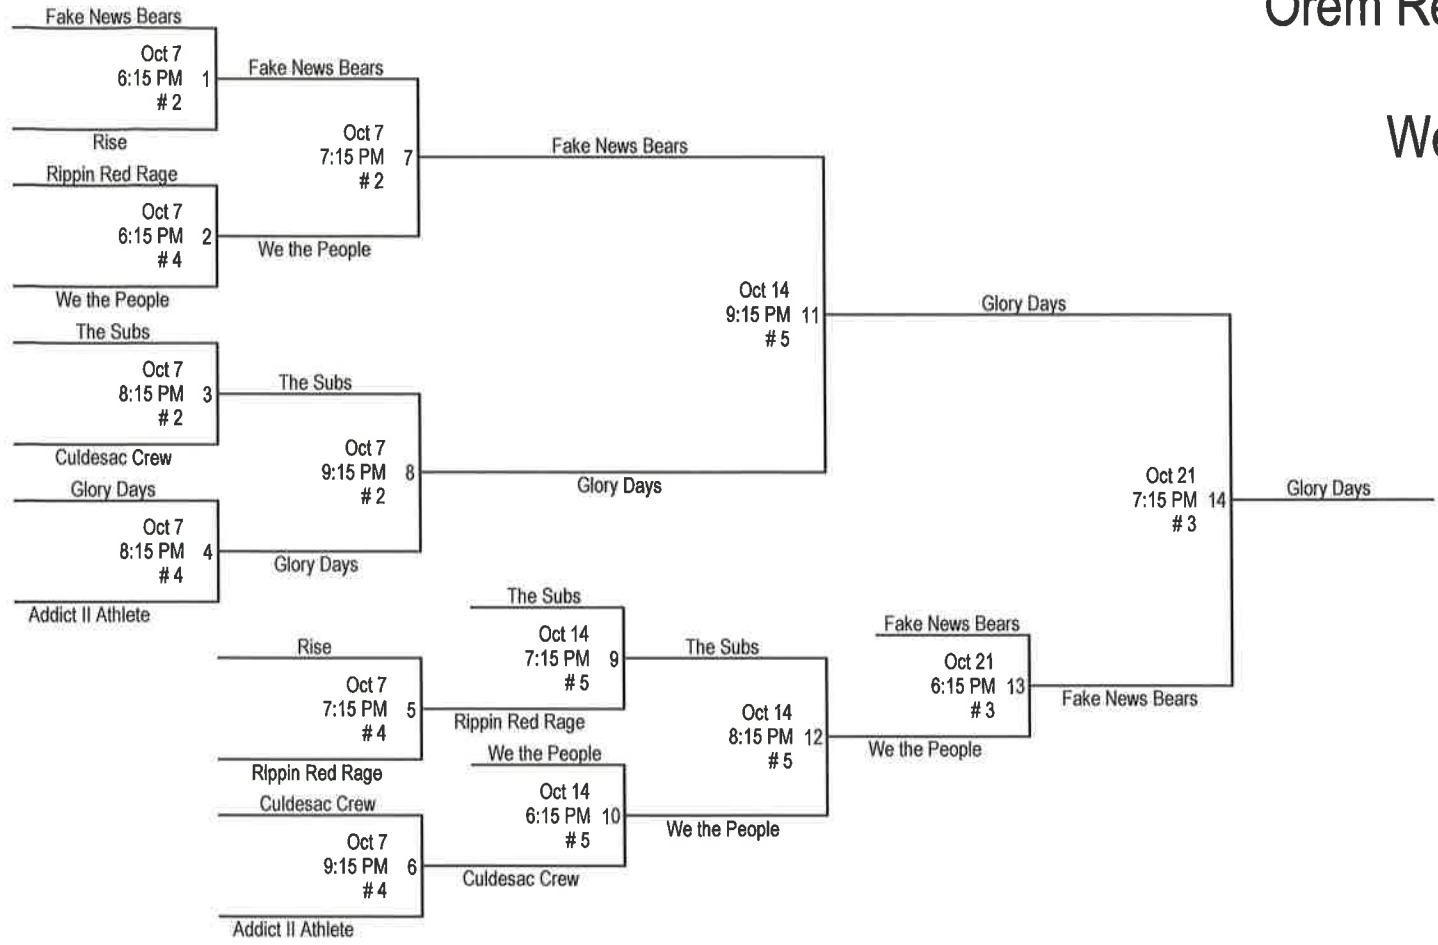 Orem Re
We
Fake News Bears
Oct 7
6:15 PM 1
# 2
Rise
Fake News Bears
Rippin Red Rage
Oct 7
6:15 PM 2
# 4
We the People
Oct 7
7:15 PM 7
# 2
We the People
Fake News Bears
The Subs
Oct 7
8:15 PM 3
# 2
Culdesac Crew
The Subs
Glory Days
Oct 7
8:15 PM 4
# 4
Addict II Athlete
Oct 7
9:15 PM 8
# 2
Glory Days
Glory Days
Oct 14
9:15 PM 11
# 5
Glory Days
Oct 21
7:15 PM 14
# 3
Glory Days
Rise
Oct 7
7:15 PM 5
# 4
Rippin Red Rage
The Subs
Oct 14
7:15 PM 9
# 5
Rippin Red Rage
Culdesac Crew
Oct 7
9:15 PM 6
# 4
Addict II Athlete
We the People
Oct 14
6:15 PM 10
# 5
Culdesac Crew
The Subs
Oct 14
8:15 PM 12
# 5
We the People
Fake News Bears
Oct 21
6:15 PM 13
# 3
We the People
Fake News Bears